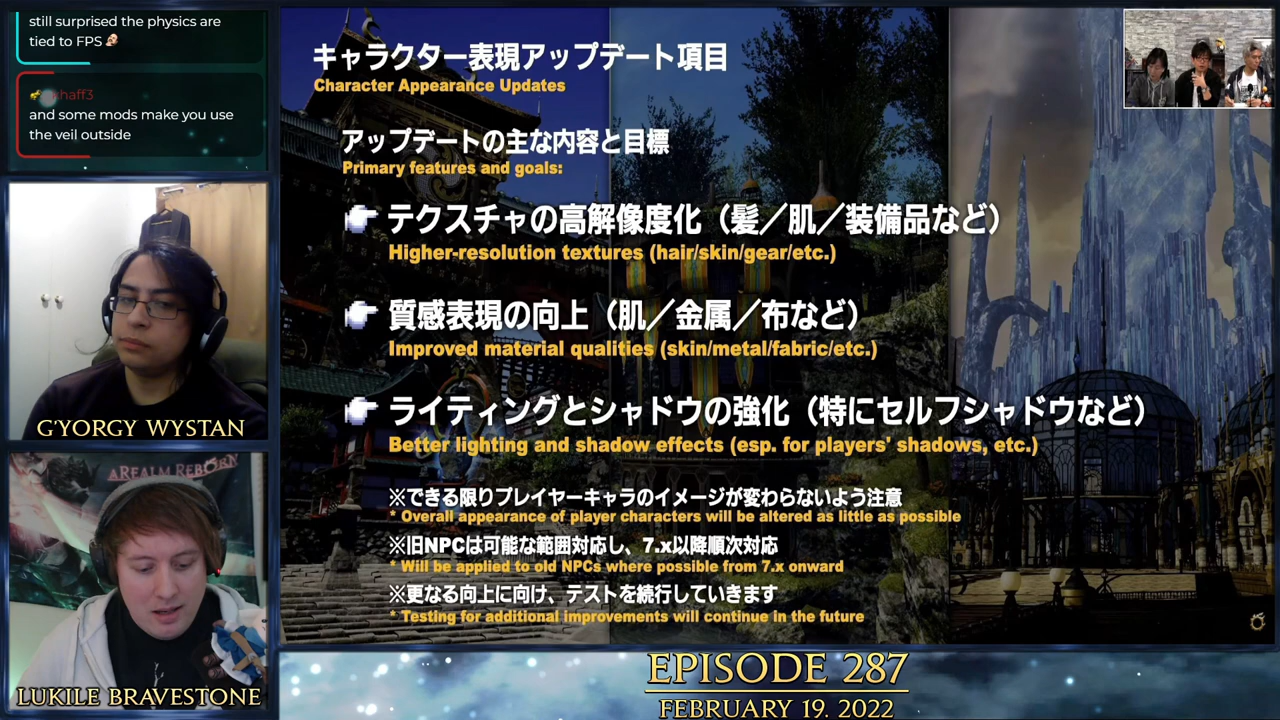 still surprised the physics are
tied to FPS
haff3
and some mods make you use
the veil outside
G'YORGY WYSTAN
A REALM REBORN
LUKILE BRAVESTONE
キャラクター表現アップデート項目
Character Appearance Updates
アップデートの主な内容と目標
Primary features and goals:
テクスチャの高解像度化（髪／肌／装備品など）
Higher-resolution textures (hair/skin/gear/etc.)
質感表現の向上（肌／金属／布など）
Improved material qualities (skin/metal/fabric/etc.)
ライティングとシャドウの強化（特にセルフシャドウなど）
Better lighting and shadow effects (esp. for players' shadows, etc.)
※できる限りプレイヤーキャラのイメージが変わらないよう注意
* Overall appearance of player characters will be altered as little as possible
※旧NPCは可能な範囲対応し、7.x以降順次対応
* Will be applied to old NPCs where possible from 7.x onward
※更なる向上に向け、テストを続行していきます
* Testing for additional improvements will continue in the future
EPISODE 287
FEBRUARY 19, 2022